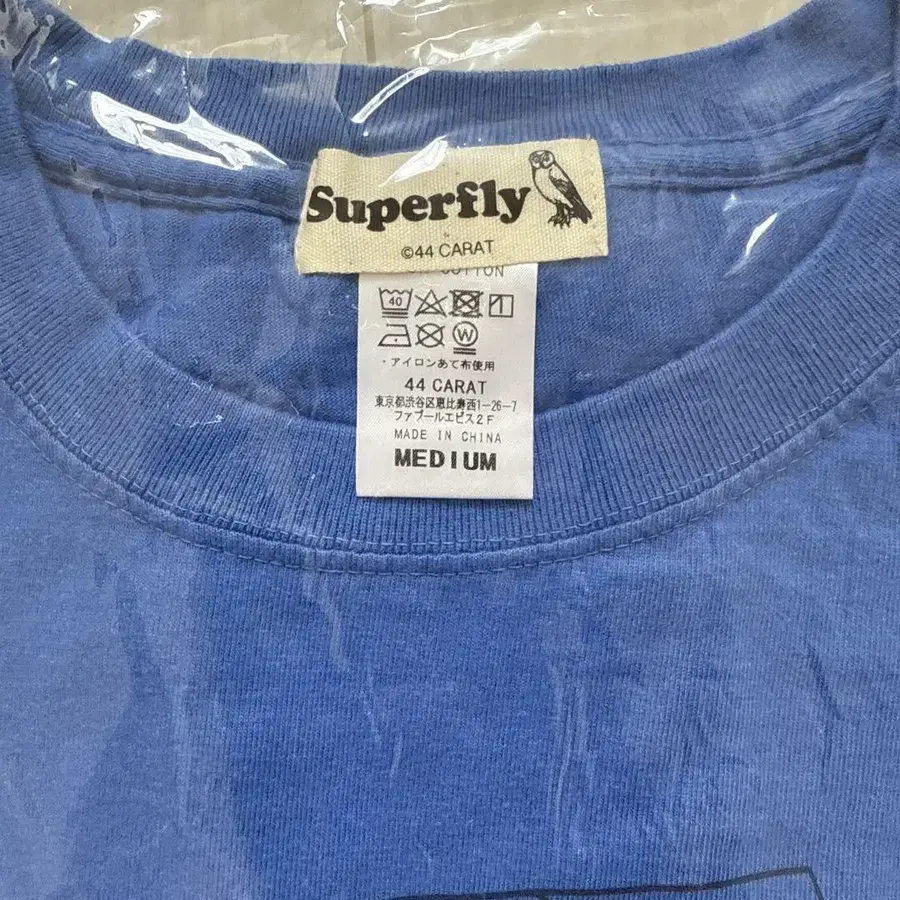 Superfly
©44 CARAT
COTTON
40
W
・アイロンあて布使用
44 CARAT
東京都渋谷区恵比寿西1-26-7
ファブールエビス2F
MADE IN CHINA
MEDIUM